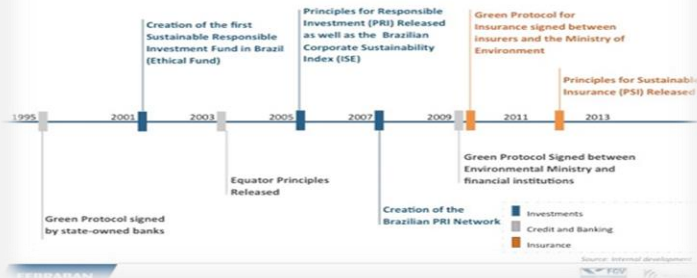 Creation of the first
Sustainable Responsible
Investment Fund in Brazil
(Ethical Fund)
Principles for Responsible
Investment (PRI) Released
as well as the Brazilian
Corporate Sustainability
Index (ISE)
Green Protocol for
Insurance signed between
insurers and the Ministry of
Environment
Principles for Sustainable
Insurance (PSI) Released
1995 2001 2003 2005 2007 2009 2011 2013
Green Protocol signed
by state-owned banks
Equator Principles
Released
Creation of the
Brazilian PRI Network
Green Protocol Signed between
Environmental Ministry and
financial institutions
Investments
Credit and Banking
Insurance
Source: Internal development
FEBRABAN
FGV